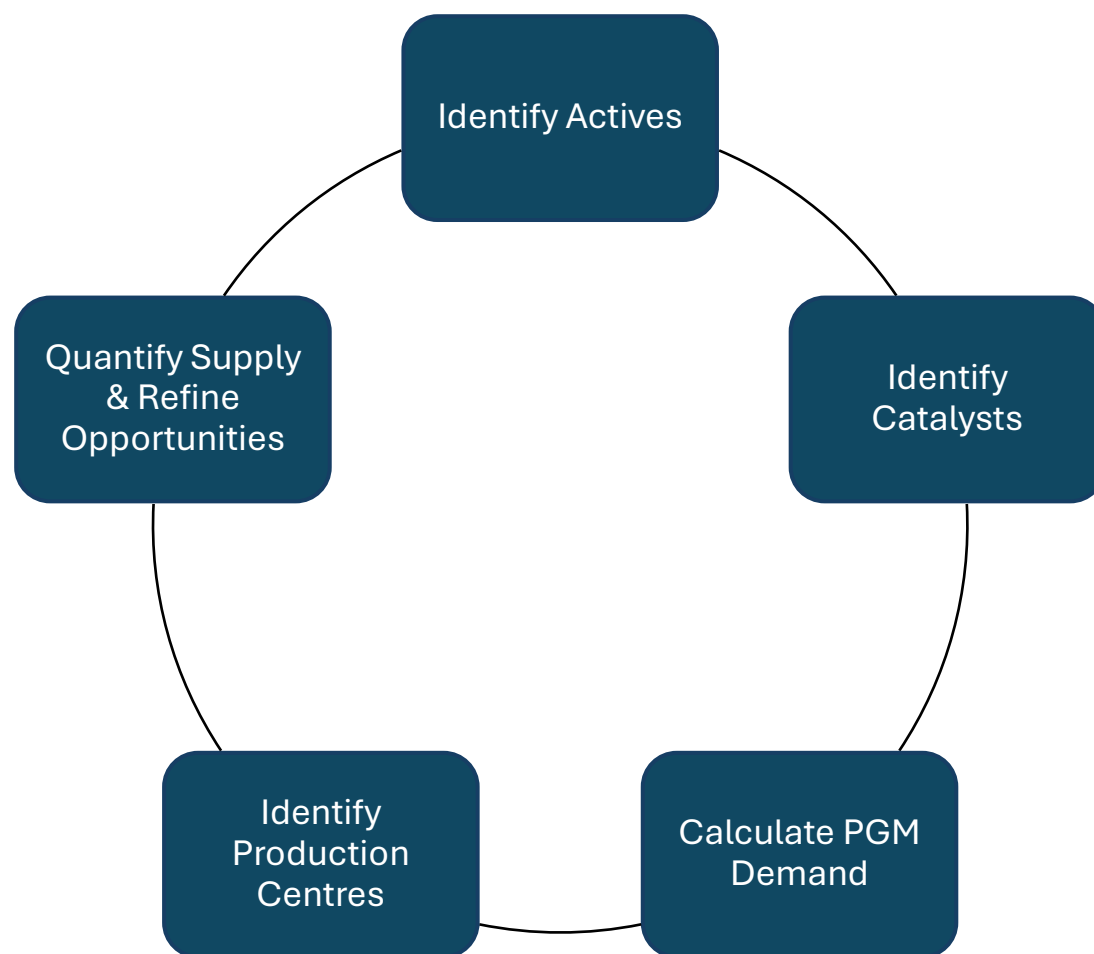 Identify Actives
Identify
Catalysts
Calculate PGM
Demand
Identify
Production
Centres
Quantify Supply
& Refine
Opportunities